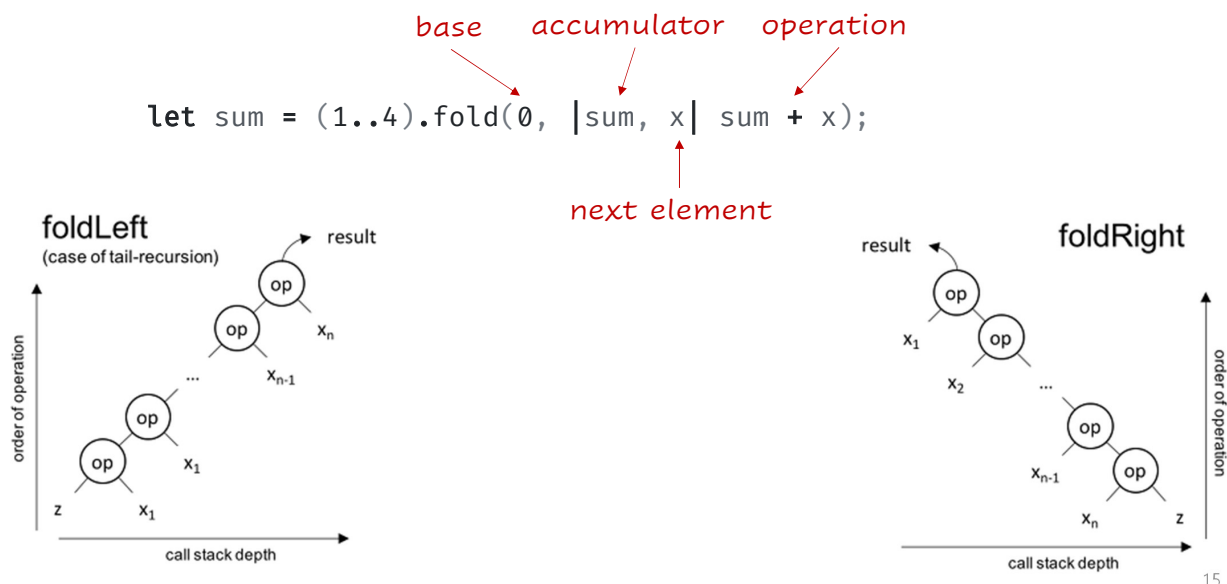 base accumulator operation
let sum = (1..4).fold(0, |sum, x| sum + x);
next element
foldLeft
(case of tail-recursion)
result
op
op
xn
...
xn-1
op
op
x1
z
x1
order of operation
call stack depth
foldRight
result
op
x1
op
x2
...
op
xn-1
op
xn
z
order of operation
call stack depth
15